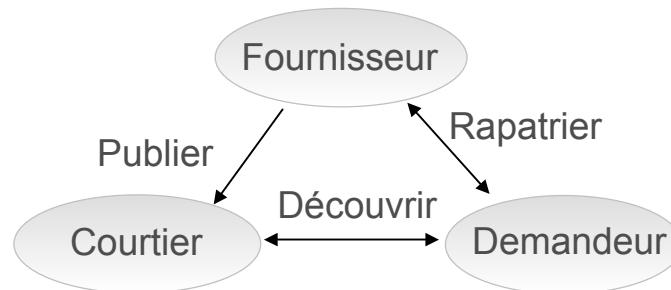 Fournisseur
Rapatrier
Publier
Découvrir
Courtier
Demandeur